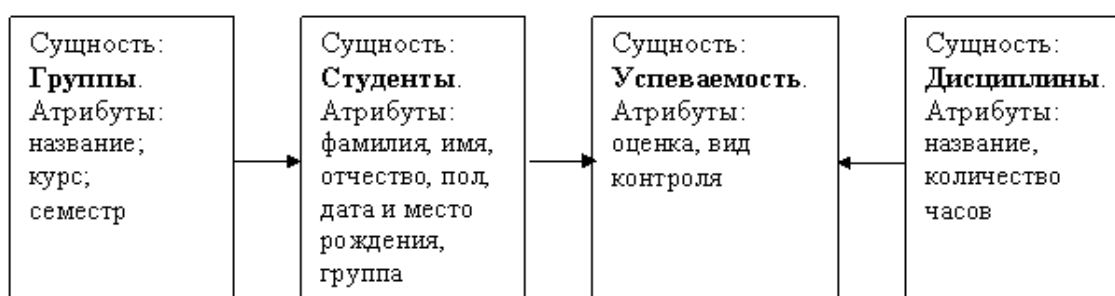 Сущность:
Группы.
Атрибуты:
название;
курс;
семестр
Сущность:
Студенты.
Атрибуты:
фамилия, имя,
отчество, пол,
дата и место
рождения,
группа
Сущность:
Успеваемость.
Атрибуты:
оценка, вид
контроля
Сущность:
Дисциплины.
Атрибуты:
название,
количество
часов